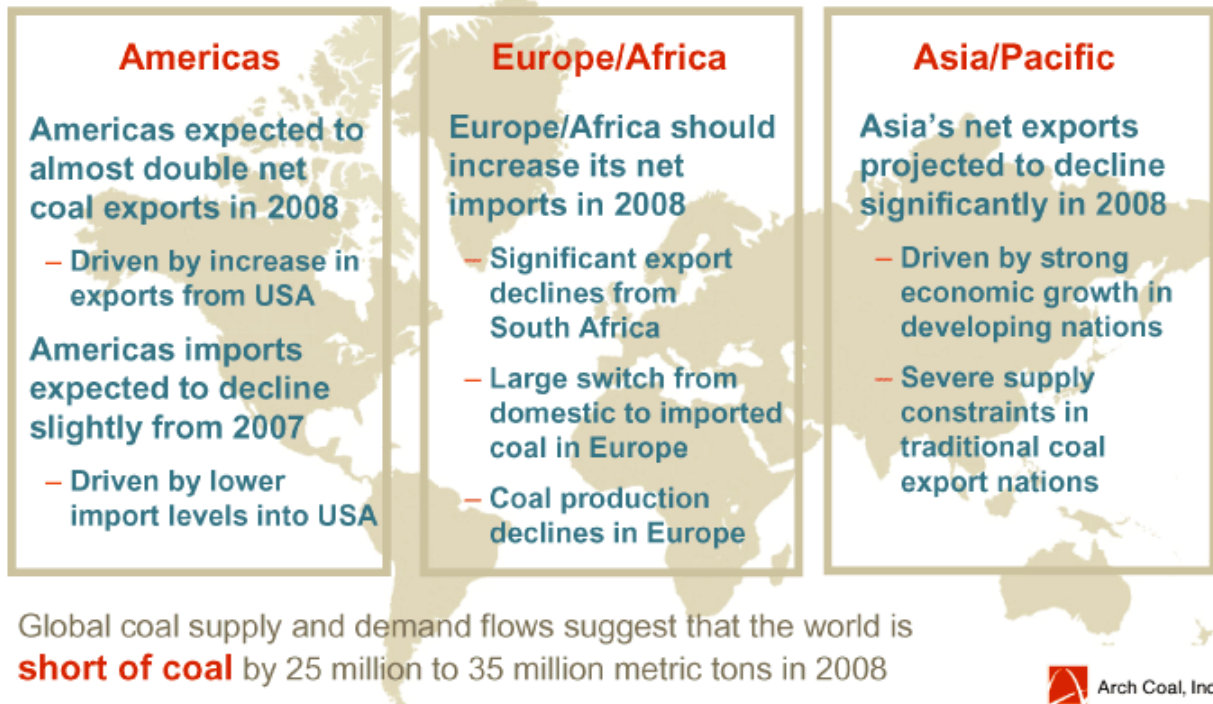 Americas
Americas expected to
almost double net
coal exports in 2008
– Driven by increase in
exports from USA
Americas imports
expected to decline
slightly from 2007
– Driven by lower
import levels into USA
Europe/Africa
Europe/Africa should
increase its net
imports in 2008
– Significant export
declines from
South Africa
– Large switch from
domestic to imported
coal in Europe
– Coal production
declines in Europe
Asia/Pacific
Asia's net exports
projected to decline
significantly in 2008
– Driven by strong
economic growth in
developing nations
– Severe supply
constraints in
traditional coal
export nations
Global coal supply and demand flows suggest that the world is
short of coal by 25 million to 35 million metric tons in 2008
Arch Coal, Inc